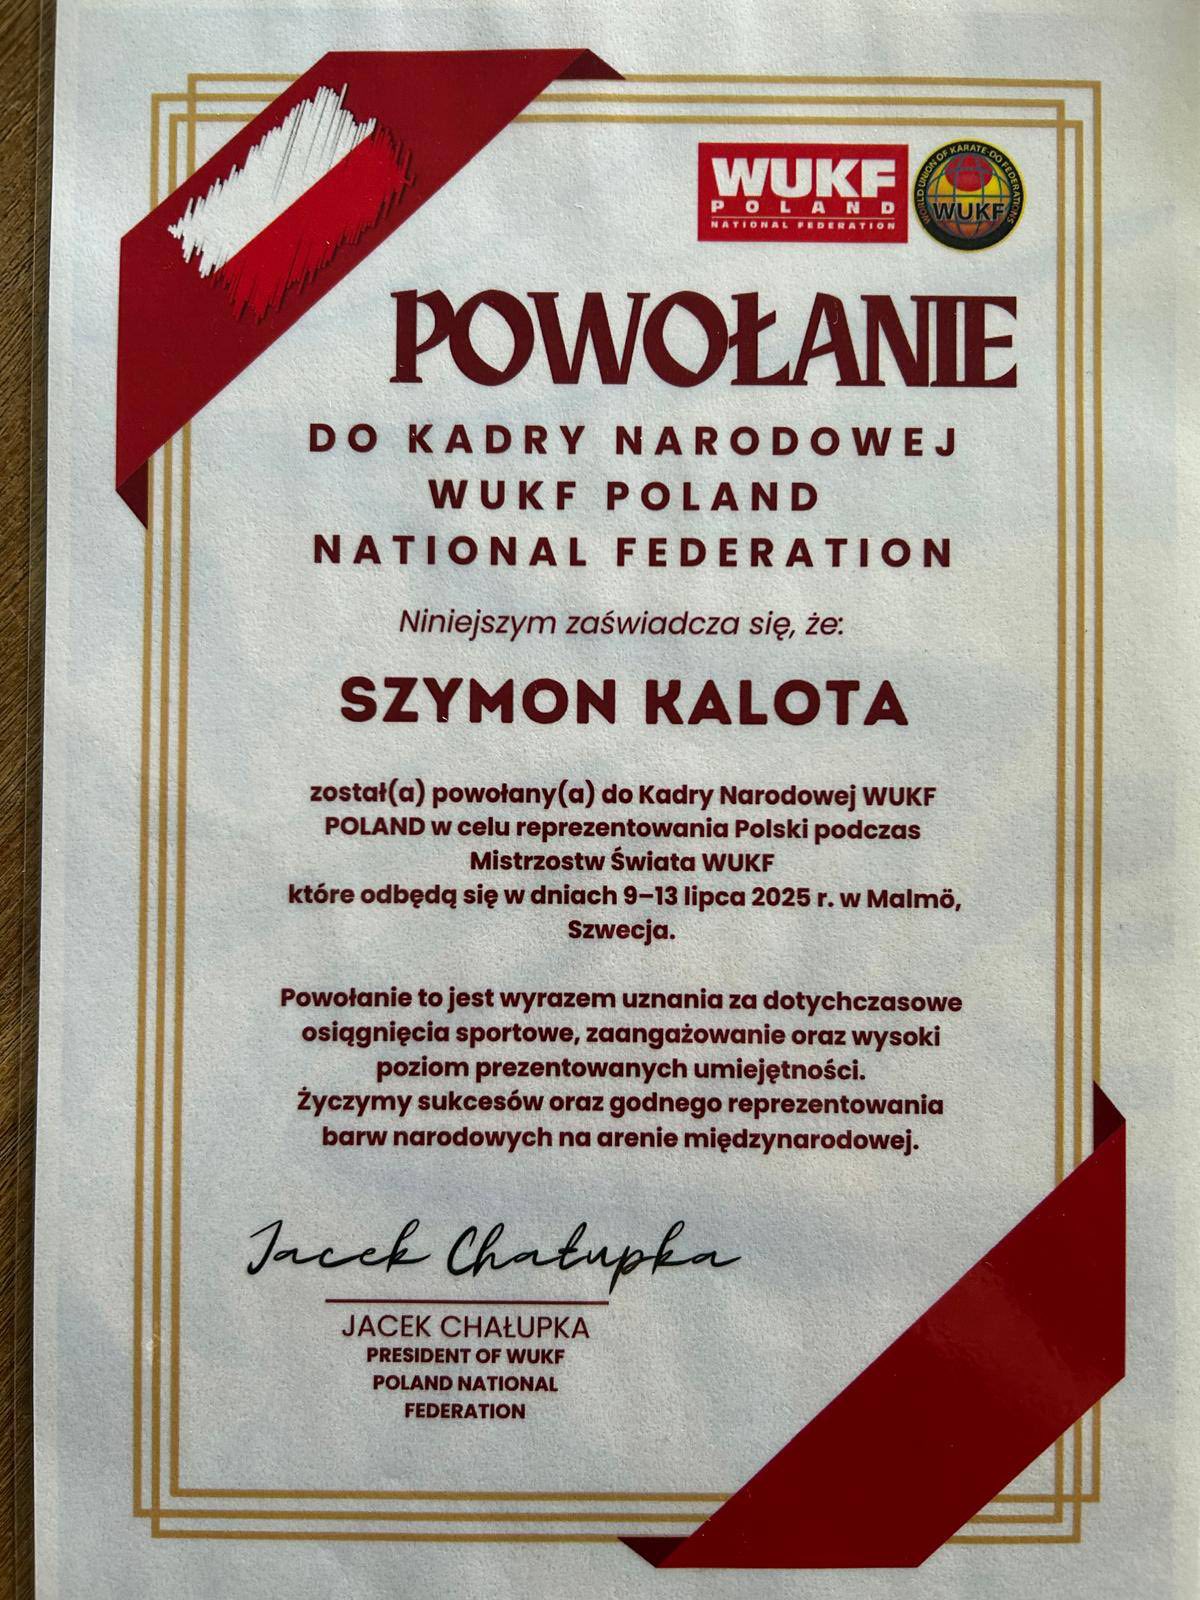 WUKF
POLAND
NATIONAL FEDERATION
WORLD UNION OF KARATE-DO FEDERATIONS
WUKF
POWOŁANIE
DO KADRY NARODOWEJ
WUKF POLAND
NATIONAL FEDERATION
Niniejszym zaświadcza się, że:
SZYMON KALOTA
został(a) powołany(a) do Kadry Narodowej WUKF
POLAND w celu reprezentowania Polski podczas
Mistrzostw Świata WUKF
które odbędą się w dniach 9–13 lipca 2025 r. w Malmö,
Szwecja.
Powołanie to jest wyrazem uznania za dotychczasowe
osiągnięcia sportowe, zaangażowanie oraz wysoki
poziom prezentowanych umiejętności.
Życzymy sukcesów oraz godnego reprezentowania
barw narodowych na arenie międzynarodowej.
Jacek Chałupka
JACEK CHAŁUPKA
PRESIDENT OF WUKF
POLAND NATIONAL
FEDERATION